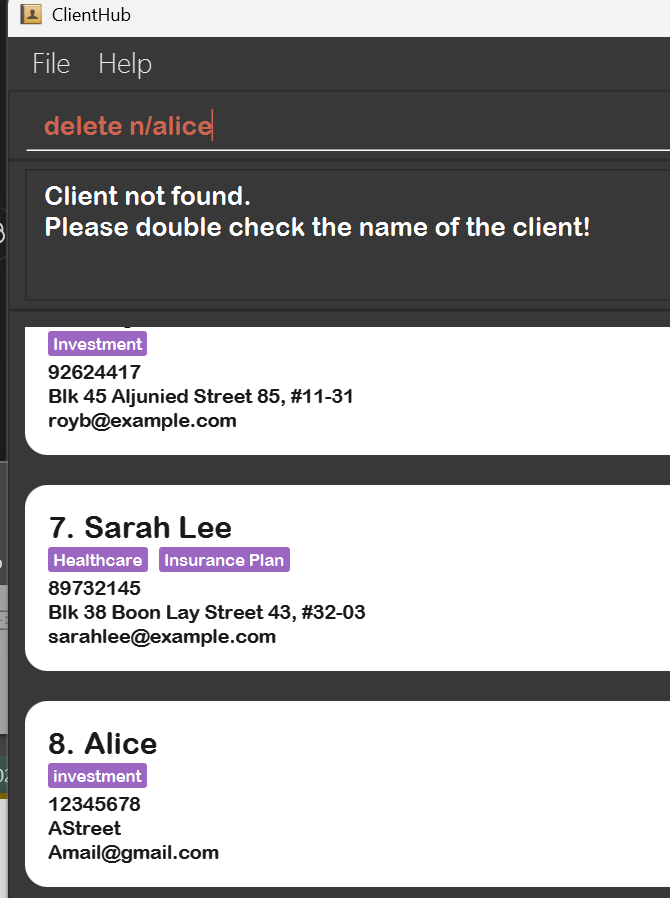 ClientHub
File Help
delete n/alice
Client not found.
Please double check the name of the client!
Investment
92624417
Blk 45 Aljunied Street 85, #11-31
royb@example.com
7. Sarah Lee
Healthcare Insurance Plan
89732145
Blk 38 Boon Lay Street 43, #32-03
sarahlee@example.com
8. Alice
investment
12345678
AStreet
Amail@gmail.com